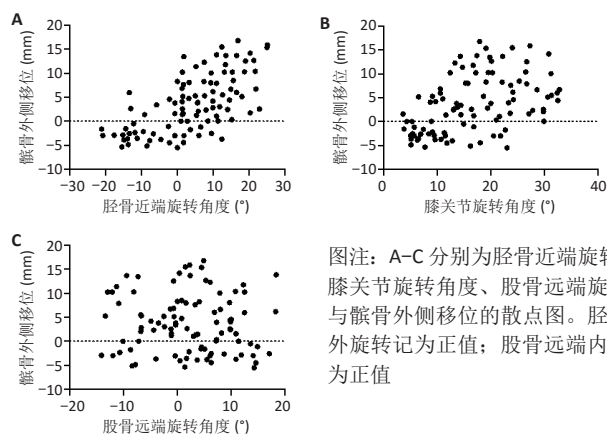 A
髌骨外侧移位 (mm)
20
15
10
5
0
−5
−10
−30 −20 −10 0 10 20 30
胫骨近端旋转角度 (°)
B
髌骨外侧移位 (mm)
20
15
10
5
0
−5
−10
0 10 20 30 40
膝关节旋转角度 (°)
C
髌骨外侧移位 (mm)
20
15
10
5
0
−5
−10
−20 −10 0 10 20
股骨远端旋转角度 (°)
图注：A−C 分别为胫骨近端旋转
膝关节旋转角度、股骨远端旋
与髌骨外侧移位的散点图。胫
外旋转记为正值；股骨远端内
为正值